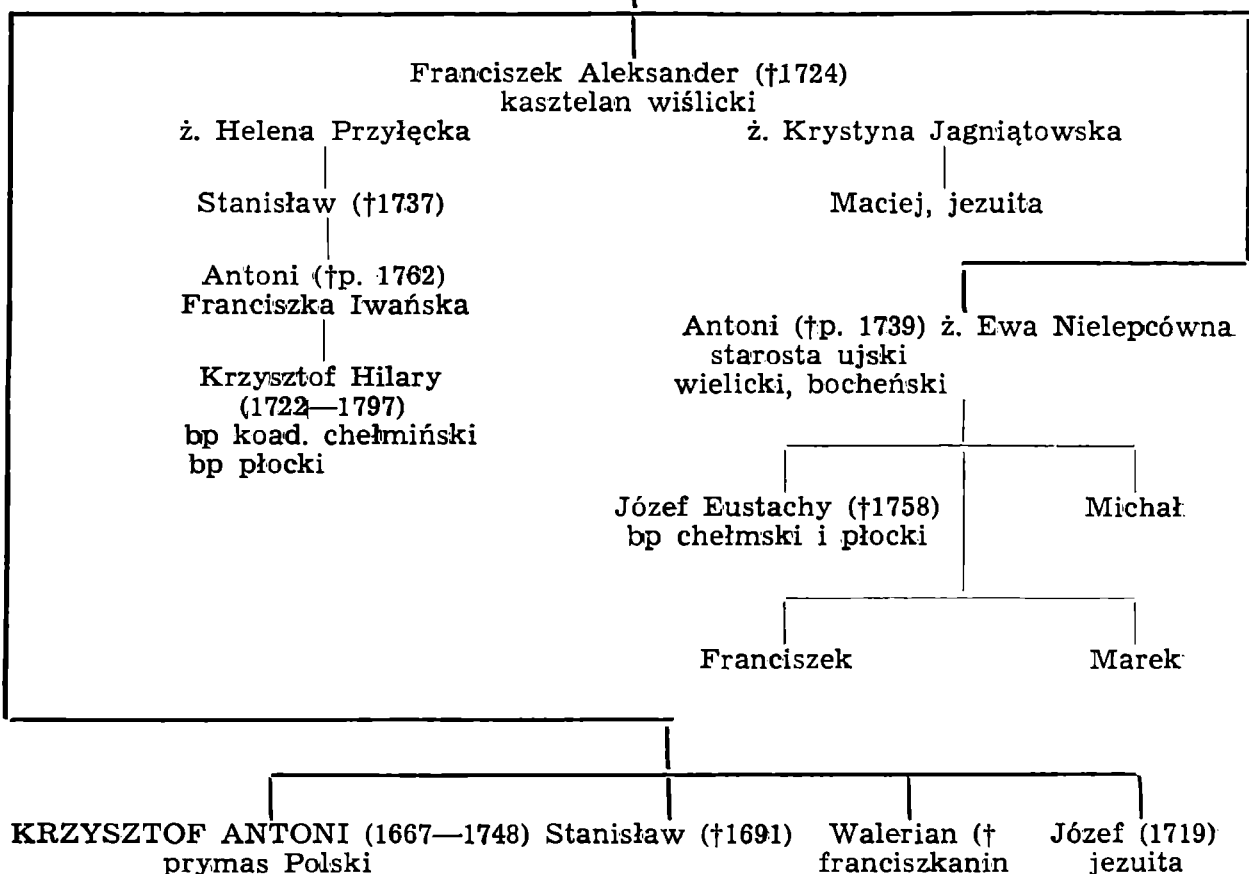 Franciszek Aleksander (†1724)
kasztelan wiślicki
ż. Helena Przyłęcka
ż. Krystyna Jagniątowska
Stanisław (†1737)
Maciej, jezuita
Antoni (†p. 1762)
Franciszka Iwańska
Antoni (†p. 1739) ż. Ewa Nielepcówna
starosta ujski
wielicki, bocheński
Krzysztof Hilary
(1722—1797)
bp koad. chełmiński
bp płocki
Józef Eustachy (†1758)
bp chełmski i płocki
Michał
Franciszek
Marek
KRZYSZTOF ANTONI (1667—1748)
prymas Polski
Stanisław (†1691)
Walerian (†
franciszkanin
Józef (1719)
jezuita